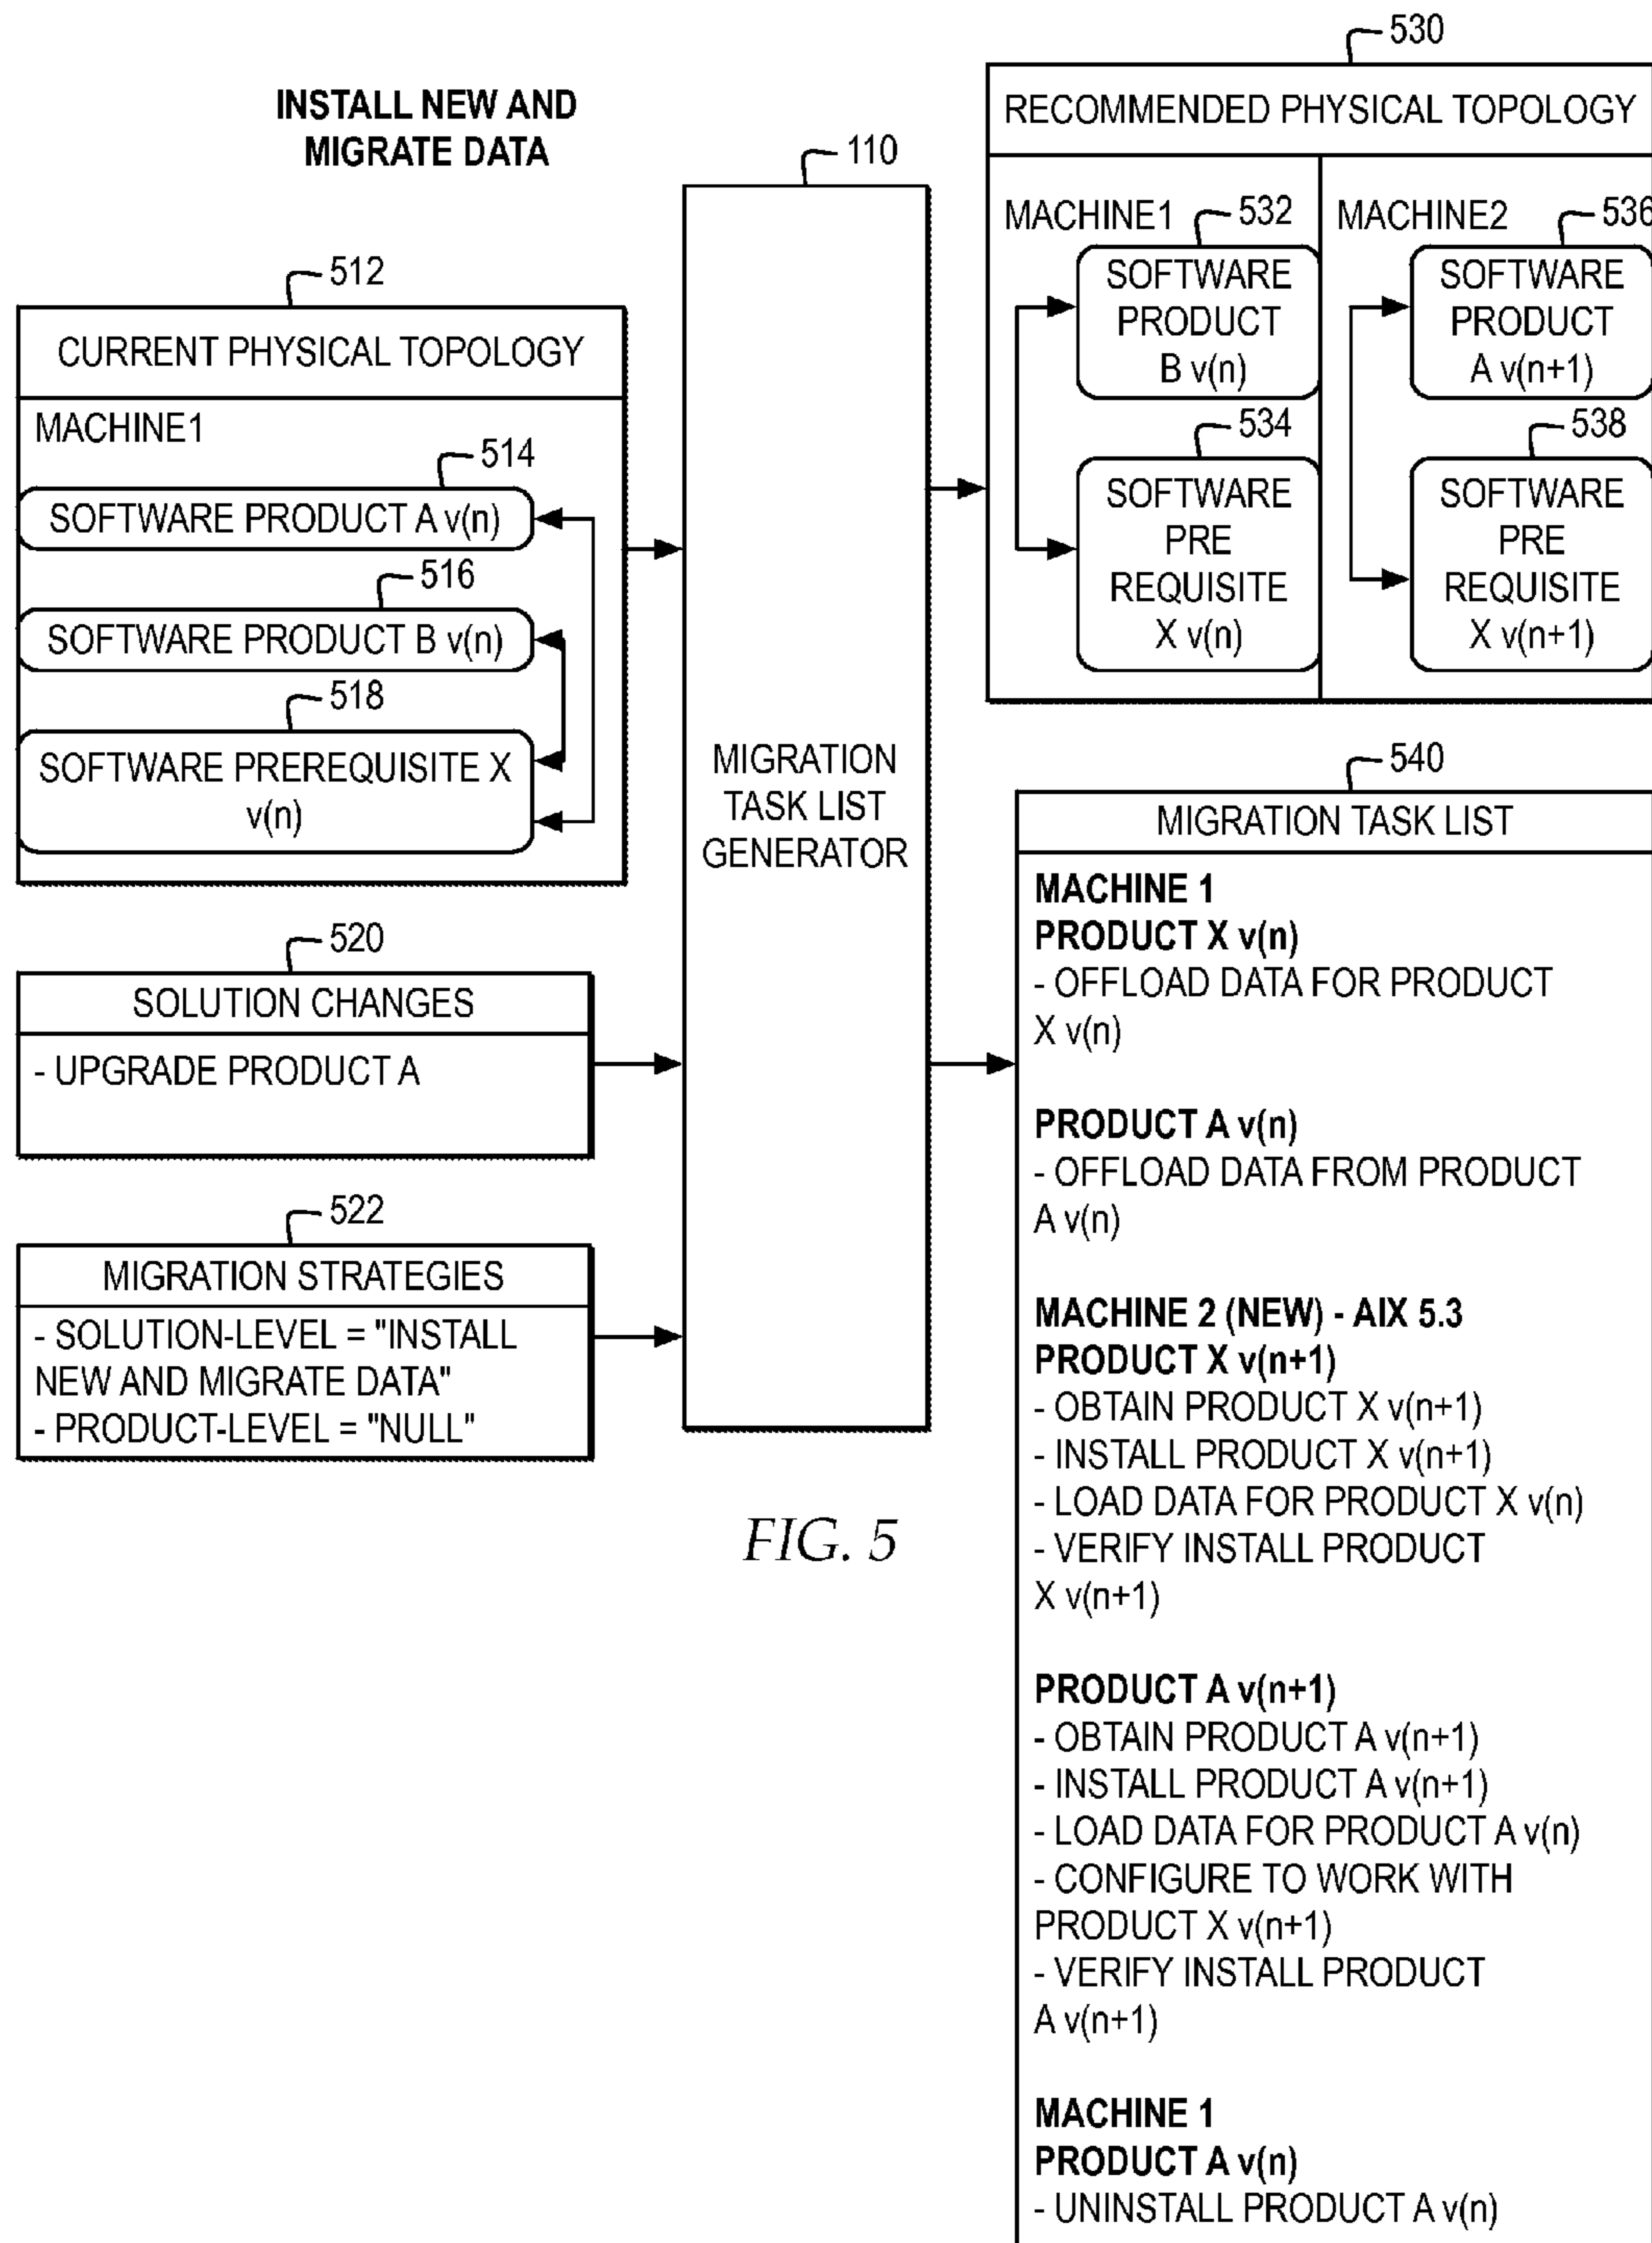 INSTALL NEW AND
MIGRATE DATA
512
CURRENT PHYSICAL TOPOLOGY
MACHINE1
514
SOFTWARE PRODUCT A v(n)
516
SOFTWARE PRODUCT B v(n)
518
SOFTWARE PREREQUISITE X
v(n)
520
SOLUTION CHANGES
- UPGRADE PRODUCT A
522
MIGRATION STRATEGIES
- SOLUTION-LEVEL = "INSTALL
NEW AND MIGRATE DATA"
- PRODUCT-LEVEL = "NULL"
110
MIGRATION
TASK LIST
GENERATOR
530
RECOMMENDED PHYSICAL TOPOLOGY
MACHINE1
532
SOFTWARE
PRODUCT
B v(n)
534
SOFTWARE
PRE
REQUISITE
X v(n)
MACHINE2
536
SOFTWARE
PRODUCT
A v(n+1)
538
SOFTWARE
PRE
REQUISITE
X v(n+1)
540
MIGRATION TASK LIST
MACHINE 1
PRODUCT X v(n)
- OFFLOAD DATA FOR PRODUCT
X v(n)
PRODUCT A v(n)
- OFFLOAD DATA FROM PRODUCT
A v(n)
MACHINE 2 (NEW) - AIX 5.3
PRODUCT X v(n+1)
- OBTAIN PRODUCT X v(n+1)
- INSTALL PRODUCT X v(n+1)
- LOAD DATA FOR PRODUCT X v(n)
- VERIFY INSTALL PRODUCT
X v(n+1)
PRODUCT A v(n+1)
- OBTAIN PRODUCT A v(n+1)
- INSTALL PRODUCT A v(n+1)
- LOAD DATA FOR PRODUCT A v(n)
- CONFIGURE TO WORK WITH
PRODUCT X v(n+1)
- VERIFY INSTALL PRODUCT
A v(n+1)
MACHINE 1
PRODUCT A v(n)
- UNINSTALL PRODUCT A v(n)
FIG. 5